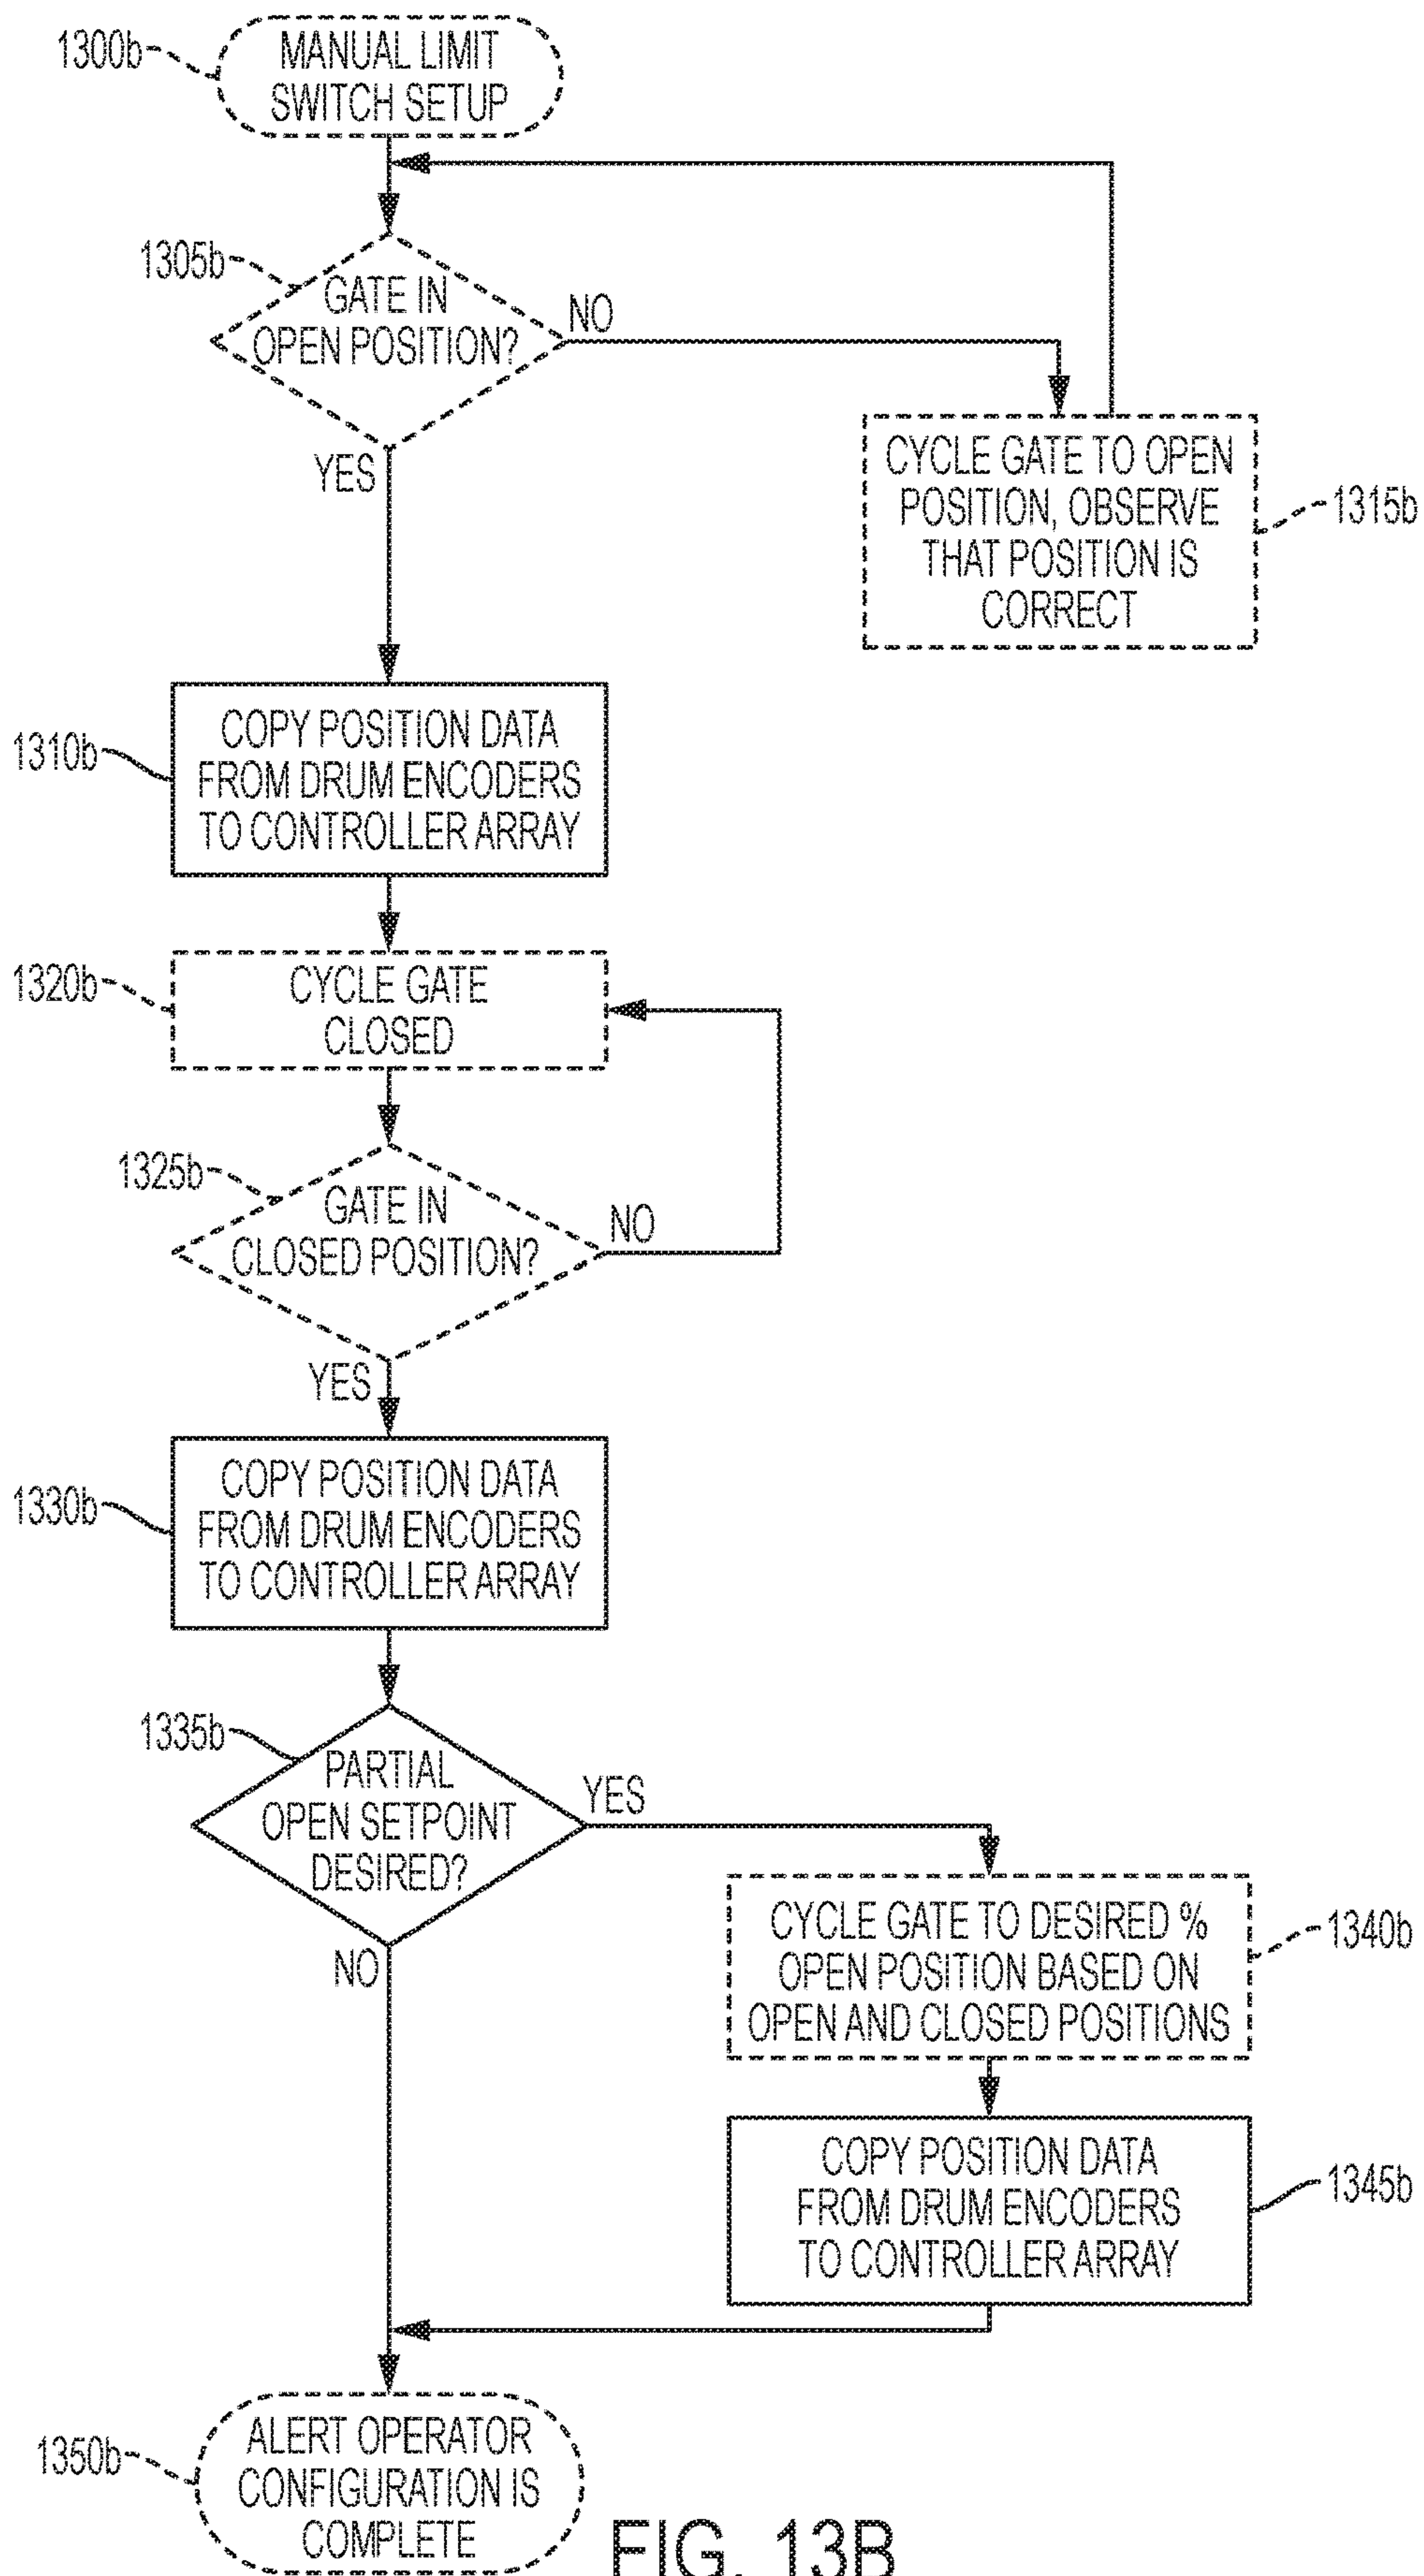 1300b
MANUAL LIMIT
SWITCH SETUP
1305b
GATE IN
OPEN POSITION?
NO
YES
CYCLE GATE TO OPEN
POSITION, OBSERVE
THAT POSITION IS
CORRECT
1315b
1310b
COPY POSITION DATA
FROM DRUM ENCODERS
TO CONTROLLER ARRAY
1320b
CYCLE GATE
CLOSED
1325b
GATE IN
CLOSED POSITION?
NO
YES
1330b
COPY POSITION DATA
FROM DRUM ENCODERS
TO CONTROLLER ARRAY
1335b
PARTIAL
OPEN SETPOINT
DESIRED?
YES
NO
CYCLE GATE TO DESIRED %
OPEN POSITION BASED ON
OPEN AND CLOSED POSITIONS
1340b
COPY POSITION DATA
FROM DRUM ENCODERS
TO CONTROLLER ARRAY
1345b
1350b
ALERT OPERATOR
CONFIGURATION IS
COMPLETE
FIG. 13B